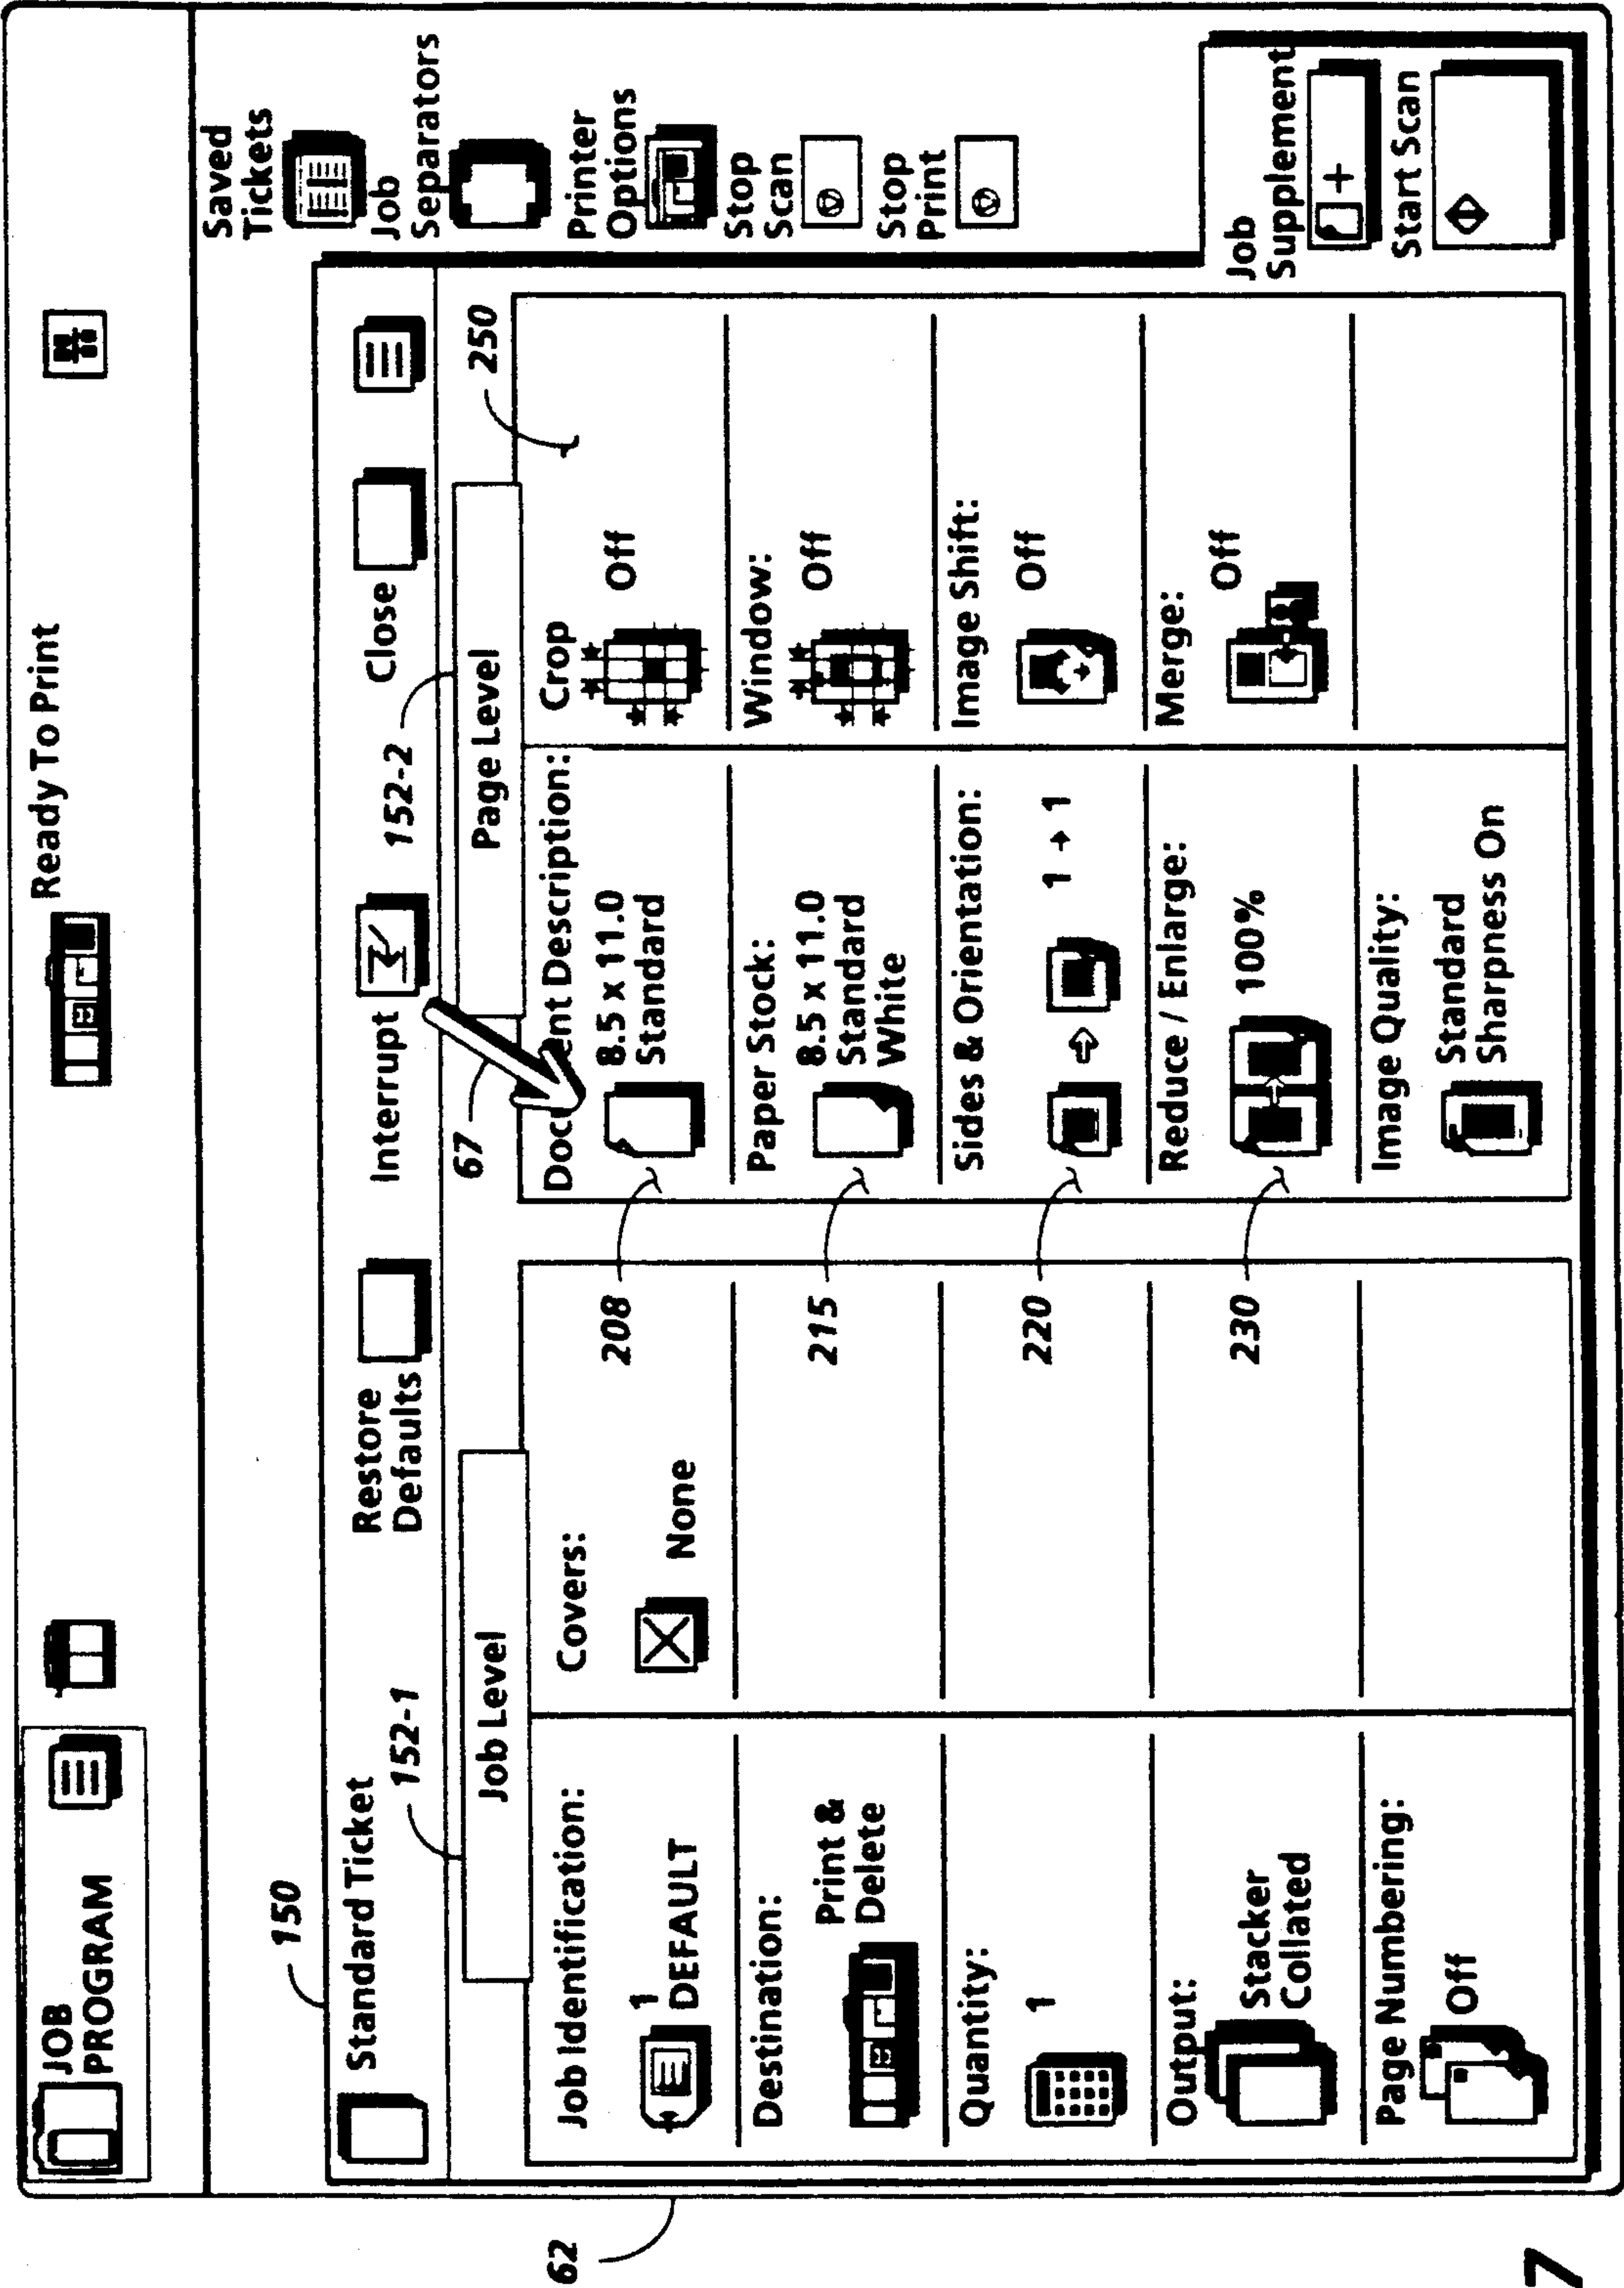 JOB
PROGRAM
Ready To Print
150
Standard Ticket
Restore
Defaults
Interrupt
Close
Saved
Tickets
Job
Separators
Printer
Options
Stop
Scan
Stop
Print
Job
Supplement
Start Scan
152-1
Job Level
67
152-2
Page Level
250
Job Identification:
1
DEFAULT
Destination:
Print &
Delete
Quantity:
1
Output:
Stacker
Collated
Page Numbering:
Off
Covers:
None
208
215
220
230
Document Description:
8.5 x 11.0
Standard
Paper Stock:
8.5 x 11.0
Standard
White
Sides & Orientation:
1 → 1
Reduce / Enlarge:
100%
Image Quality:
Standard
Sharpness On
Crop
Off
Window:
Off
Image Shift:
Off
Merge:
Off
62
7